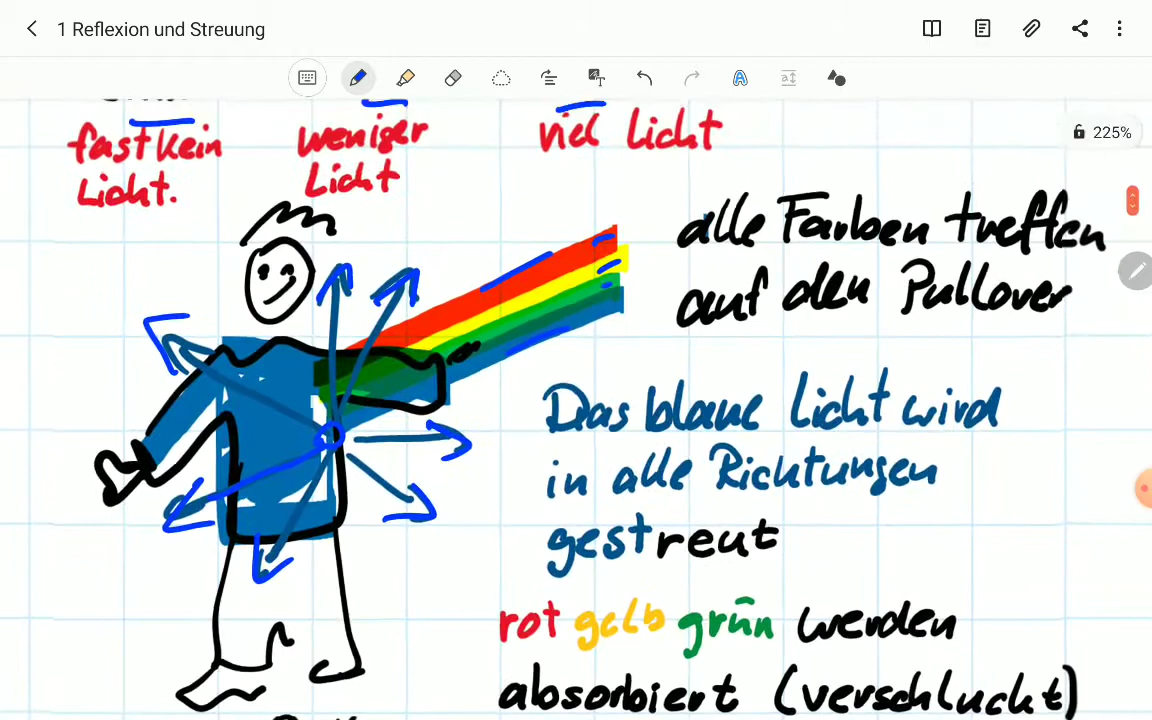 1 Reflexion und Streuung
225%
fast kein weniger viel Licht
Licht. Licht
alle Farben treffen
auf den Pullover
Das blaue Licht wird
in alle Richtungen
gestreut
rot gelb grün werden
absorbiert (verschluckt)